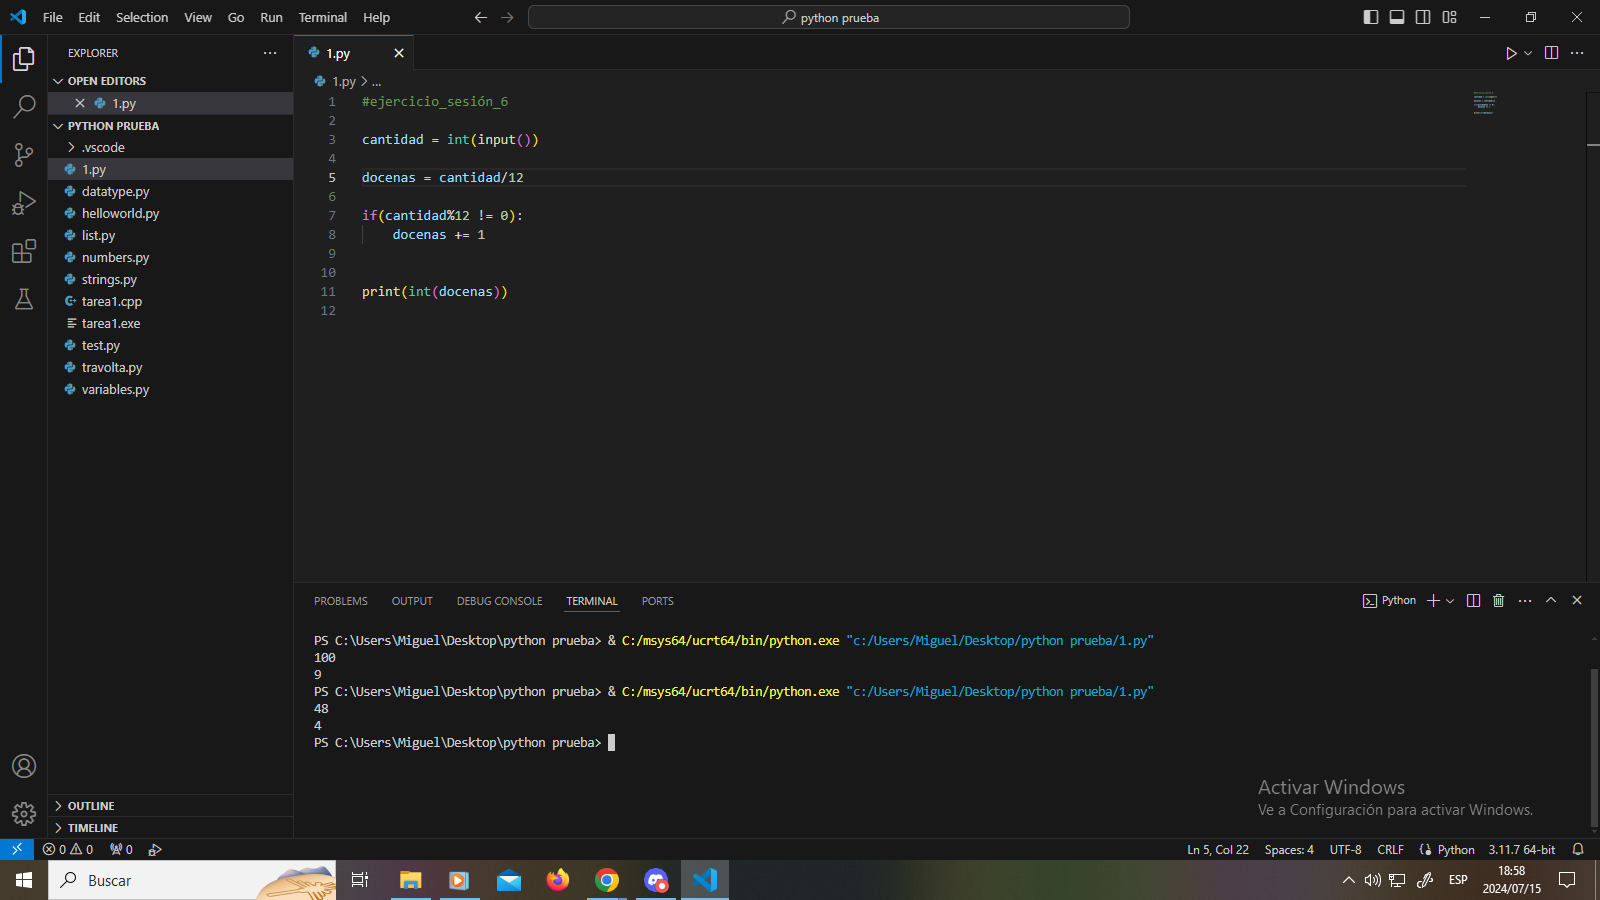 File Edit Selection View Go Run Terminal Help
python prueba
EXPLORER
OPEN EDITORS
1.py
PYTHON PRUEBA
.vscode
1.py
datatype.py
helloworld.py
list.py
numbers.py
strings.py
tarea1.cpp
tarea1.exe
test.py
travolta.py
variables.py
OUTLINE
TIMELINE
1.py
1.py > ...
1 #ejercicio_sesión_6
2
3 cantidad = int(input())
4
5 docenas = cantidad/12
6
7 if(cantidad%12 != 0):
8 docenas += 1
9
10
11 print(int(docenas))
12
PROBLEMS OUTPUT DEBUG CONSOLE TERMINAL PORTS
Python
PS C:\Users\Miguel\Desktop\python prueba> & C:/msys64/ucrt64/bin/python.exe "c:/Users/Miguel/Desktop/python prueba/1.py"
100
9
PS C:\Users\Miguel\Desktop\python prueba> & C:/msys64/ucrt64/bin/python.exe "c:/Users/Miguel/Desktop/python prueba/1.py"
48
4
PS C:\Users\Miguel\Desktop\python prueba>
Activar Windows
Ve a Configuración para activar Windows.
0 0 0
Ln 5, Col 22 Spaces: 4 UTF-8 CRLF Python 3.11.7 64-bit
Buscar
ESP
18:58
2024/07/15